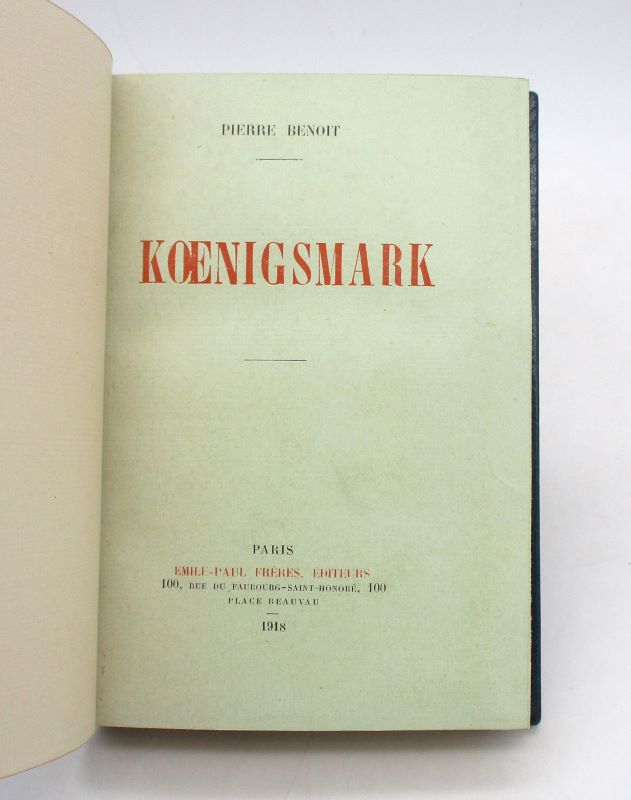 PIERRE BENOIT
KŒNIGSMARK
PARIS
EMILE-PAUL FRÈRES, ÉDITEURS
100, RUE DU FAUBOURG-SAINT-HONORÉ, 100
PLACE BEAUVAU
1918